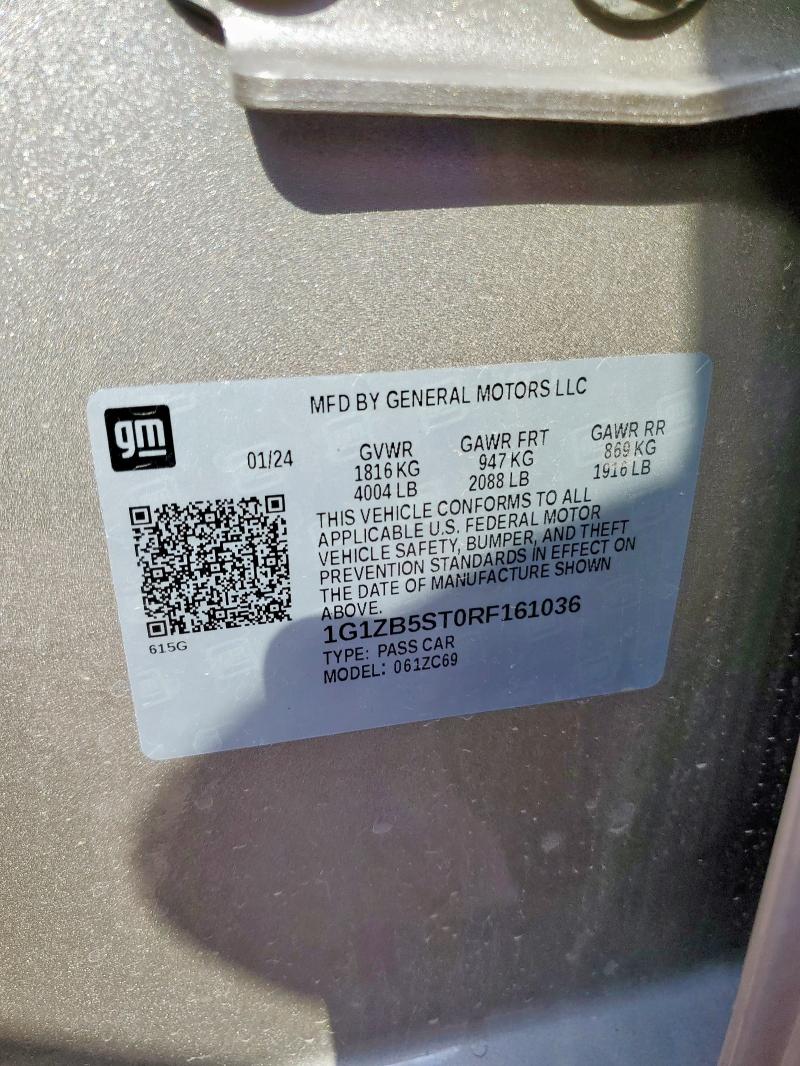 gm
MFD BY GENERAL MOTORS LLC
01/24
GVWR
1816 KG
4004 LB
GAWR FRT
947 KG
2088 LB
GAWR RR
869 KG
1916 LB
THIS VEHICLE CONFORMS TO ALL
APPLICABLE U.S. FEDERAL MOTOR
VEHICLE SAFETY, BUMPER, AND THEFT
PREVENTION STANDARDS IN EFFECT ON
THE DATE OF MANUFACTURE SHOWN
ABOVE.
1G1ZB5ST0RF161036
TYPE: PASS CAR
MODEL: 061ZC69
615G